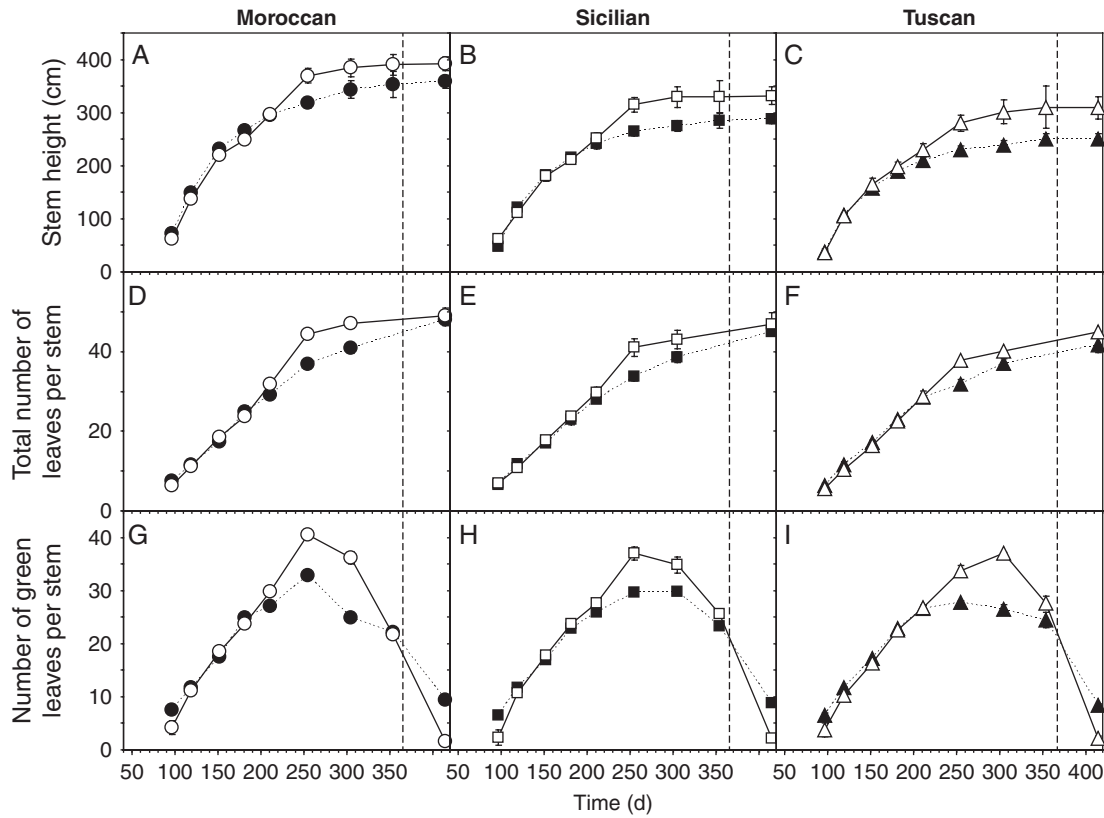 Moroccan Sicilian Tuscan
A B C
Stem height (cm)
400
300
200
100
0
D E F
Total number of
leaves per stem
40
20
0
G H I
Number of green
leaves per stem
40
30
20
10
0
50 100 150 200 250 300 350 50 100 150 200 250 300 350 50 100 150 200 250 300 350 400
Time (d)